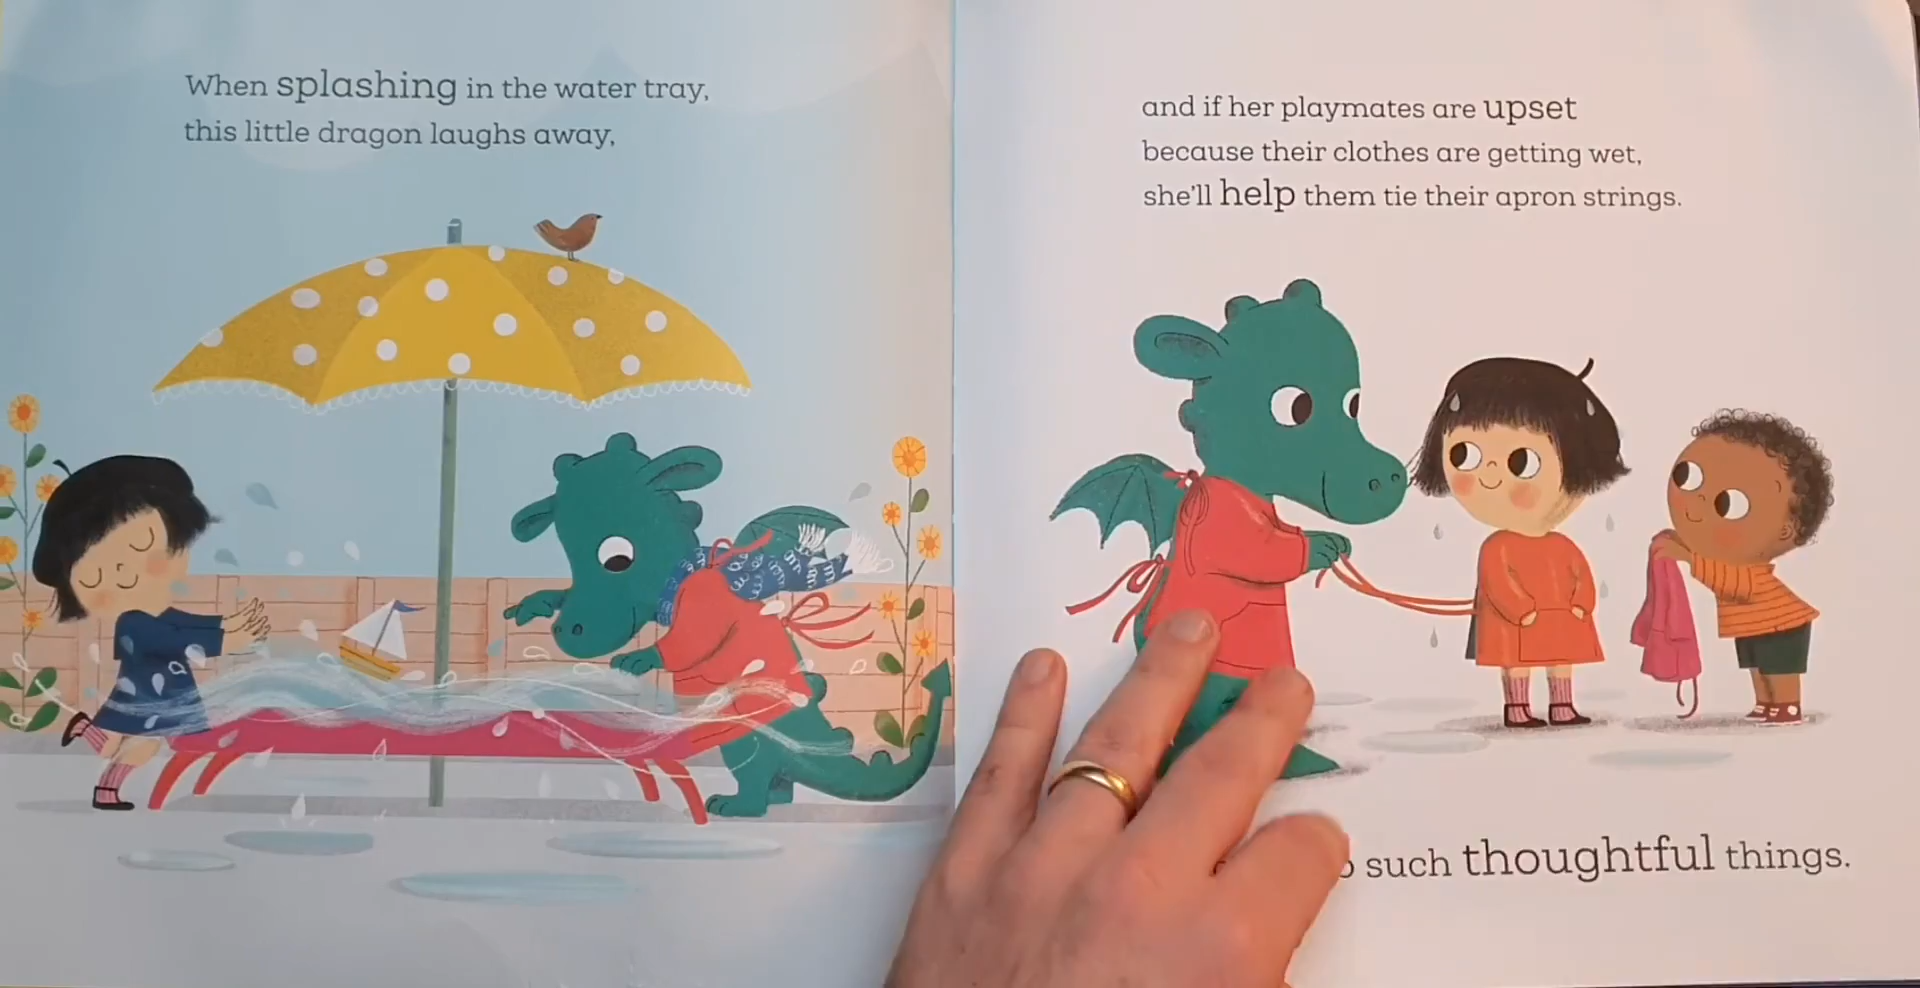 When splashing in the water tray,
this little dragon laughs away,
and if her playmates are upset
because their clothes are getting wet,
she'll help them tie their apron strings.
such thoughtful things.